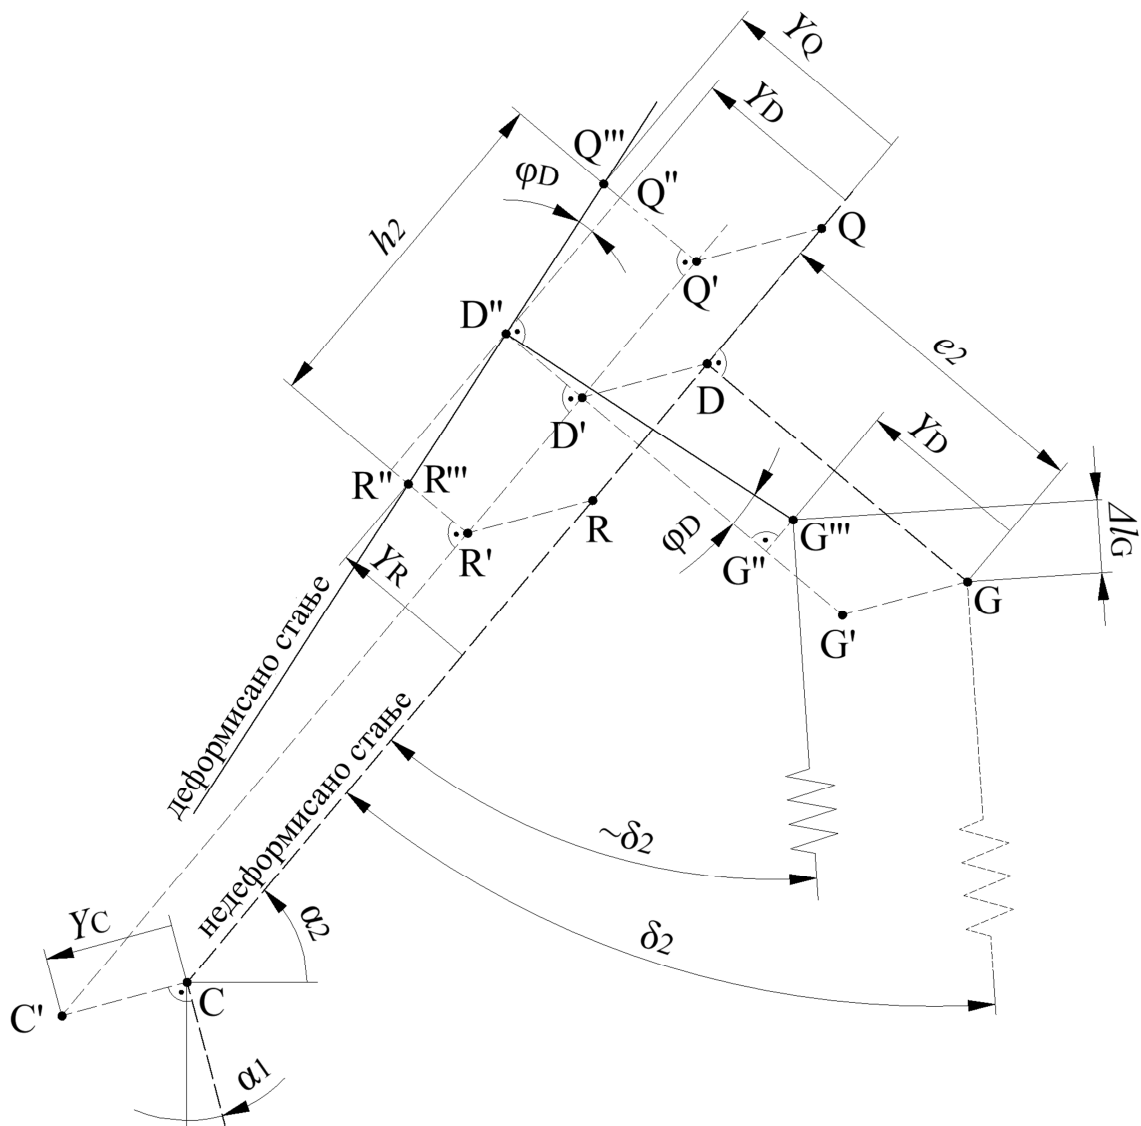 YQ
YD
Q'''
φD
Q''
Q
h2
Q'
D''
e2
D
YD
D'
R''
R'''
R
φD
G'''
ΔlG
R'
G''
YR
G
G'
деформисано стање
недеформисано стање
~δ2
YC
α2
δ2
C'
C
α1